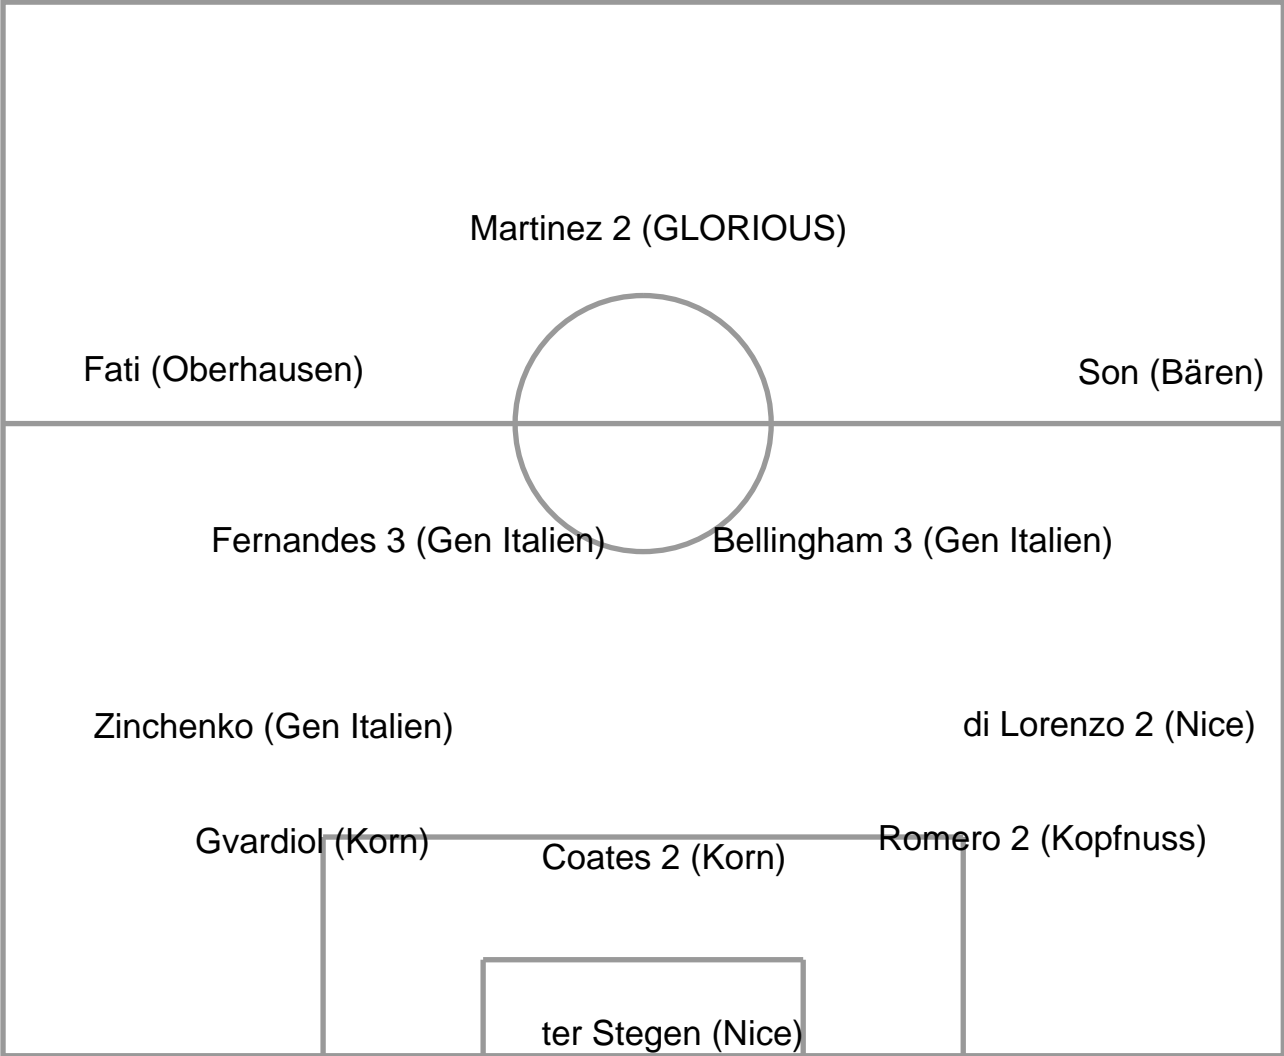 Martinez 2 (GLORIOUS)
Fati (Oberhausen)
Son (Bären)
Fernandes 3 (Gen Italien)
Bellingham 3 (Gen Italien)
Zinchenko (Gen Italien)
di Lorenzo 2 (Nice)
Gvardiol (Korn)
Coates 2 (Korn)
Romero 2 (Kopfnuss)
ter Stegen (Nice)